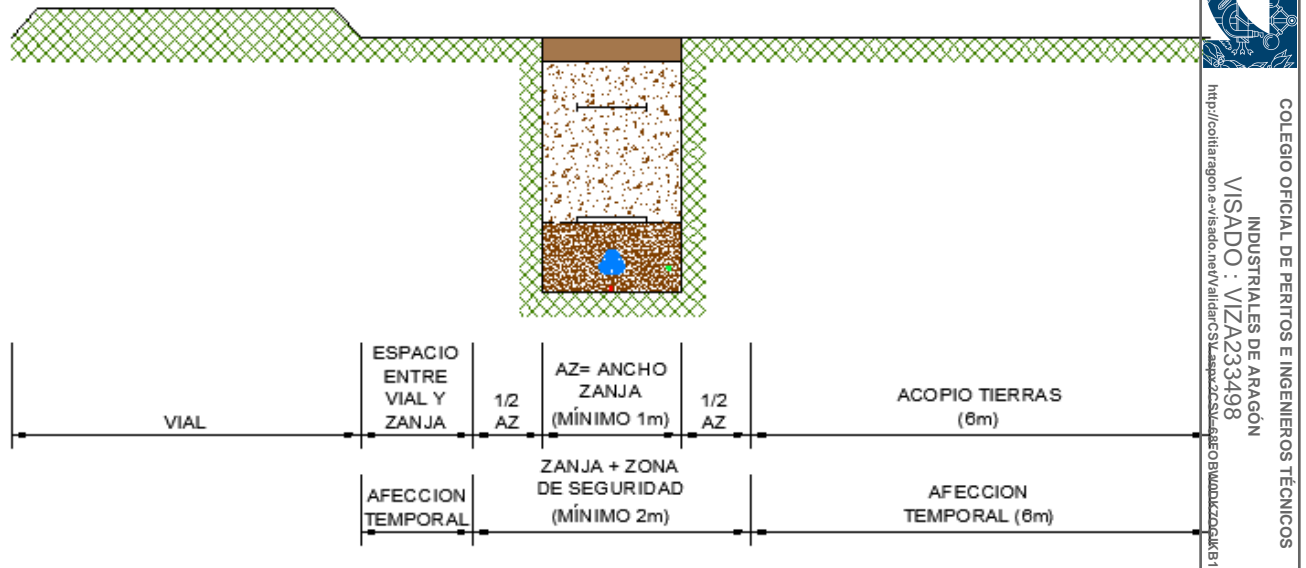 ESPACIO
ENTRE
VIAL Y
ZANJA
1/2
AZ
AZ= ANCHO
ZANJA
(MÍNIMO 1m)
1/2
AZ
VIAL
ACOPIO TIERRAS
(6m)
AFECCION
TEMPORAL
ZANJA + ZONA
DE SEGURIDAD
(MÍNIMO 2m)
AFECCION
TEMPORAL (6m)
COLEGIO OFICIAL DE PERITOS E INGENIEROS TÉCNICOS
INDUSTRIALES DE ARAGÓN
VISADO : VIZA233498